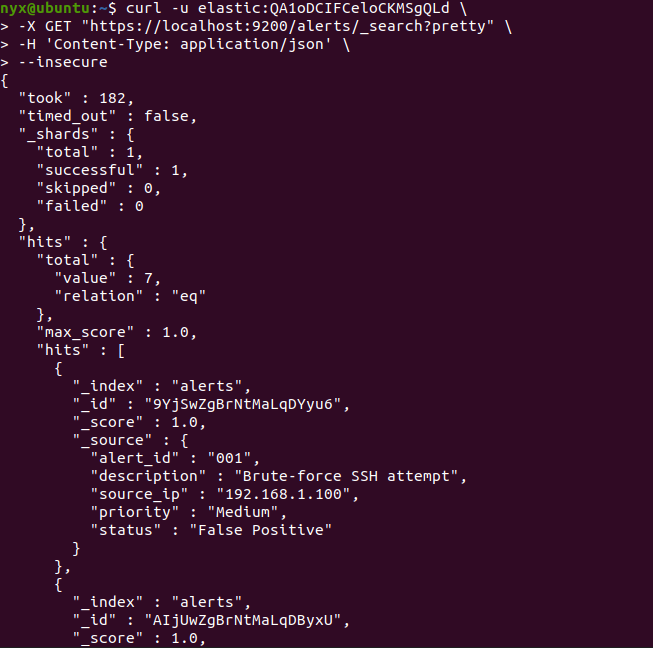 nyx@ubuntu:~$ curl -u elastic:QA1oDCIFCeloCKMSgQLd \
> -X GET "https://localhost:9200/alerts/_search?pretty" \
> -H 'Content-Type: application/json' \
> --insecure
{
  "took" : 182,
  "timed_out" : false,
  "_shards" : {
    "total" : 1,
    "successful" : 1,
    "skipped" : 0,
    "failed" : 0
  },
  "hits" : {
    "total" : {
      "value" : 7,
      "relation" : "eq"
    },
    "max_score" : 1.0,
    "hits" : [
      {
        "_index" : "alerts",
        "_id" : "9YjSwZgBrNtMaLqDYyu6",
        "_score" : 1.0,
        "_source" : {
          "alert_id" : "001",
          "description" : "Brute-force SSH attempt",
          "source_ip" : "192.168.1.100",
          "priority" : "Medium",
          "status" : "False Positive"
        }
      },
      {
        "_index" : "alerts",
        "_id" : "AIjUwZgBrNtMaLqDByxU",
        "_score" : 1.0,